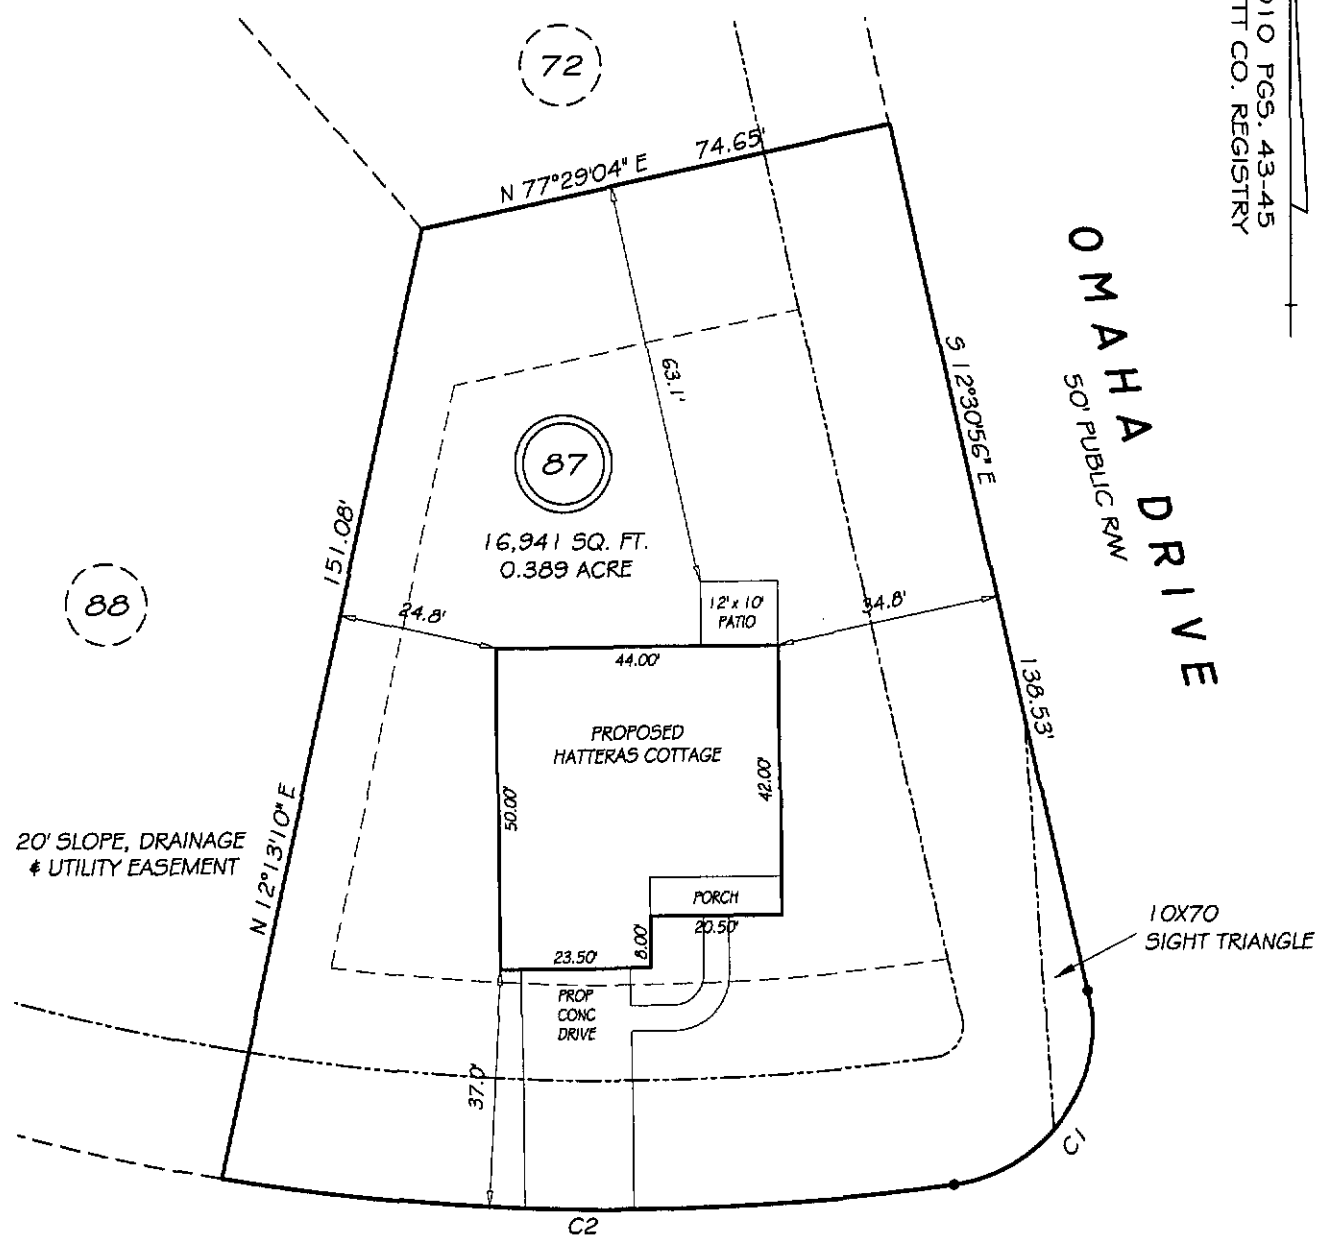 72
PGS. 43-45
CO. REGISTRY
N 77°29'04" E
74.65'
OMAHA DRIVE
50' PUBLIC R/W
S 12°30'56" E
63.1'
87
16,941 SQ. FT.
0.389 ACRE
151.08'
88
24.8'
12' x 10'
PATIO
34.8'
44.00'
138.53'
PROPOSED
HATTERAS COTTAGE
50.00'
42.00'
20' SLOPE, DRAINAGE
& UTILITY EASEMENT
N 12°13'10" E
PORCH
20.50'
8.00'
23.50'
10X70
SIGHT TRIANGLE
PROP
CONC
DRIVE
37.0'
C1
C2